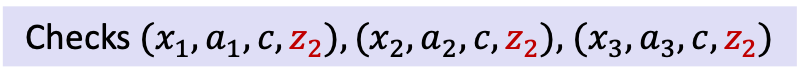 Checks (x₁, a₁, c, z₂), (x₂, a₂, c, z₂), (x₃, a₃, c, z₂)